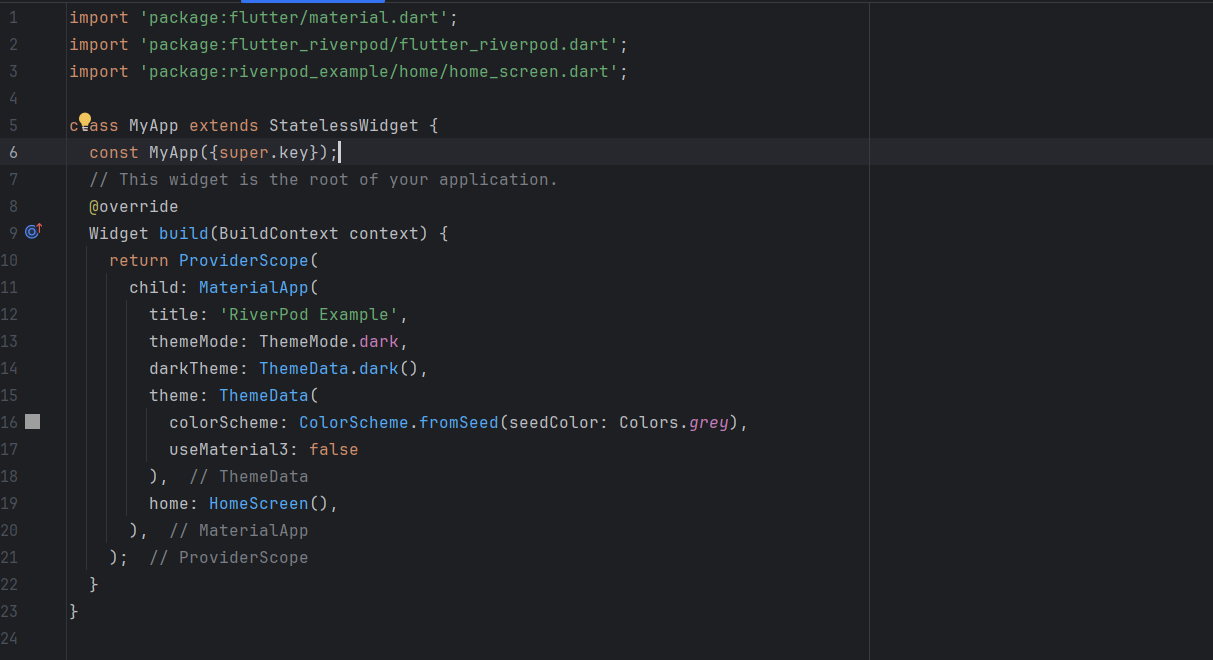 1 import 'package:flutter/material.dart';
2 import 'package:flutter_riverpod/flutter_riverpod.dart';
3 import 'package:riverpod_example/home/home_screen.dart';
4
5 class MyApp extends StatelessWidget {
6   const MyApp({super.key});
7   // This widget is the root of your application.
8   @override
9   Widget build(BuildContext context) {
10     return ProviderScope(
11       child: MaterialApp(
12         title: 'RiverPod Example',
13         themeMode: ThemeMode.dark,
14         darkTheme: ThemeData.dark(),
15         theme: ThemeData(
16           colorScheme: ColorScheme.fromSeed(seedColor: Colors.grey),
17           useMaterial3: false
18         ),  // ThemeData
19         home: HomeScreen(),
20       ),  // MaterialApp
21     );  // ProviderScope
22   }
23 }
24